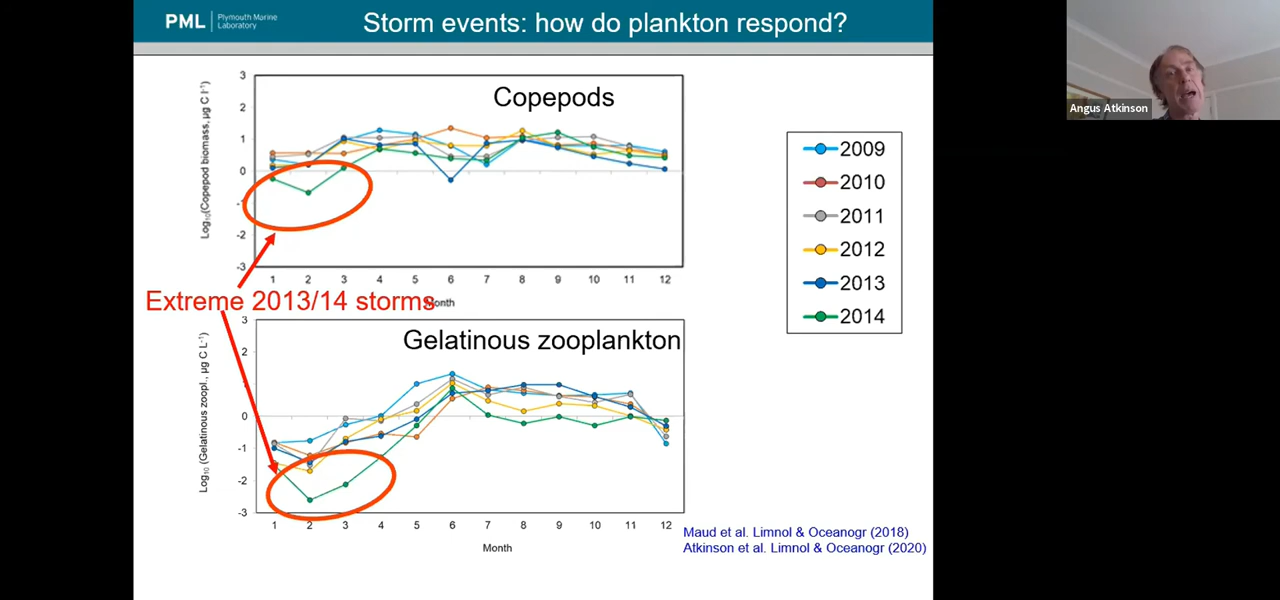 PML
Plymouth Marine
Laboratory
Storm events: how do plankton respond?
Angus Atkinson
Copepods
Log10(Copepod biomass, µg C l-1)
3
2
1
0
-1
-2
-3
1 2 3 4 5 6 7 8 9 10 11 12
Month
Extreme 2013/14 storms
Gelatinous zooplankton
Log10 (Gelatinous zoopl., µg C L-1)
3
2
0
-1
-2
-3
1 2 3 4 5 6 7 8 9 10 11 12
Month
2009
2010
2011
2012
2013
2014
Maud et al. Limnol & Oceanogr (2018)
Atkinson et al. Limnol & Oceanogr (2020)